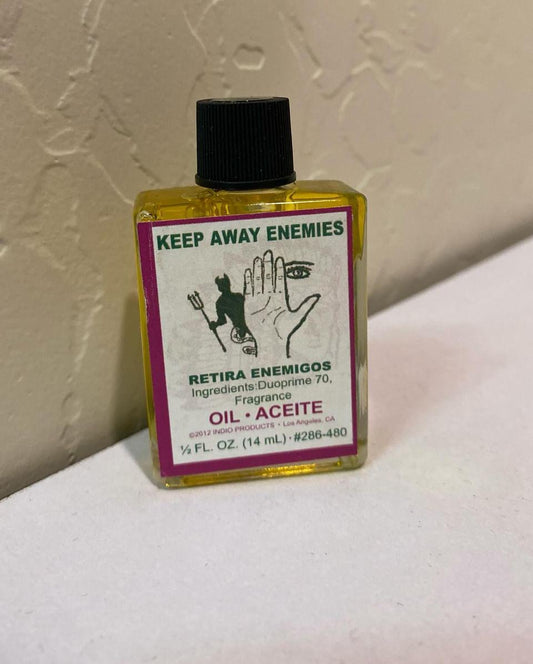 KEEP AWAY ENEMIES
RETIRA ENEMIGOS
Ingredients:Duoprime 70,
Fragrance
OIL • ACEITE
©2012 INDIO PRODUCTS • Los Angeles, CA
½ FL. OZ. (14 mL) • #286-480